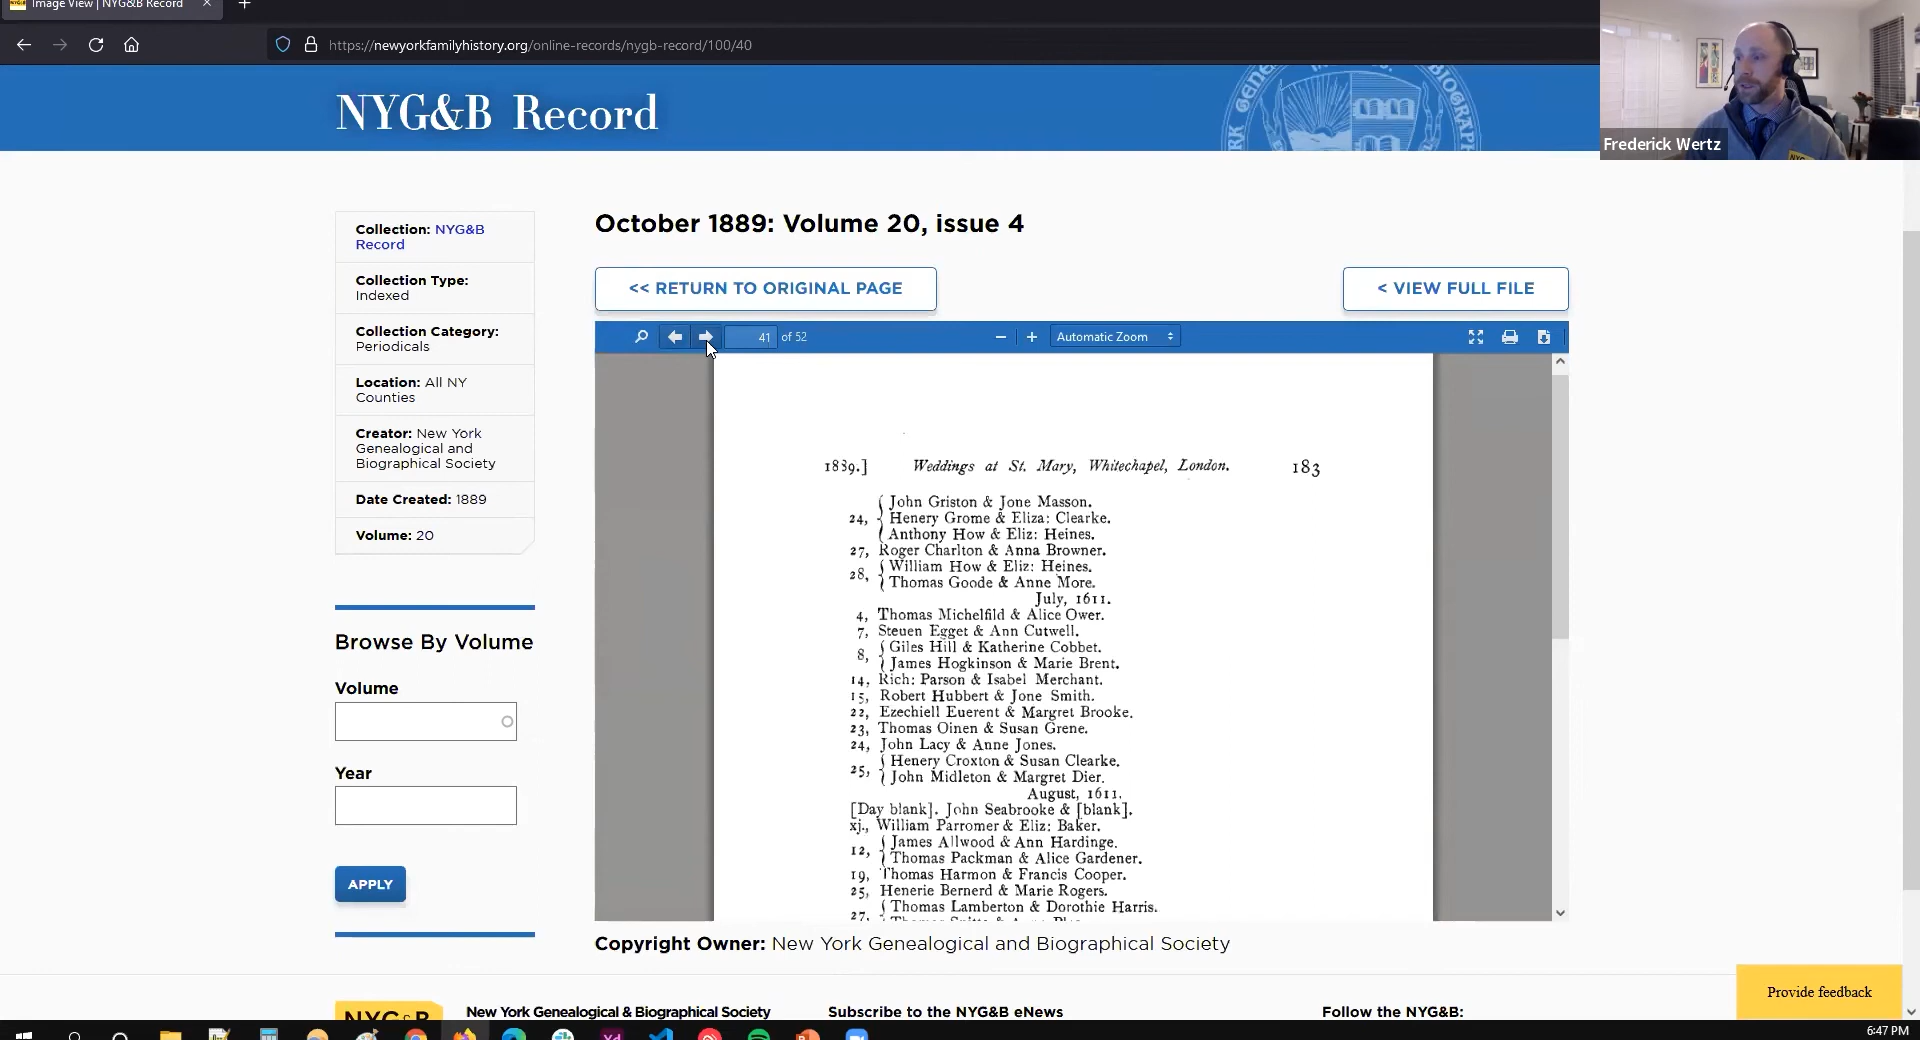 Image View | NYG&B Record
https://newyorkfamilyhistory.org/online-records/nygb-record/100/40
Frederick Wertz
NYG&B Record
Collection: NYG&B
Record
Collection Type:
Indexed
Collection Category:
Periodicals
Location: All NY
Counties
Creator: New York
Genealogical and
Biographical Society
Date Created: 1889
Volume: 20
Browse By Volume
Volume
Year
APPLY
October 1889: Volume 20, issue 4
<< RETURN TO ORIGINAL PAGE
< VIEW FULL FILE
41 of 52
Automatic Zoom
1889.] Weddings at St. Mary, Whitechapel, London. 183
John Griston & Jone Masson.
24, Henery Grome & Eliza: Clearke.
Anthony How & Eliz: Heines.
27, Roger Charlton & Anna Browner.
William How & Eliz: Heines.
28, Thomas Goode & Anne More.
July, 1611.
4, Thomas Michelfild & Alice Ower.
7, Steuen Egget & Ann Cutwell.
Giles Hill & Katherine Cobbet.
8, James Hogkinson & Marie Brent.
14, Rich: Parson & Isabel Merchant.
15, Robert Hubbert & Jone Smith.
22, Ezechiell Euerent & Margret Brooke.
23, Thomas Oinen & Susan Grene.
24, John Lacy & Anne Jones.
Henery Croxton & Susan Clearke.
25, John Midleton & Margret Dier.
August, 1611.
[Day blank]. John Seabrooke & [blank].
xj., William Parromer & Eliz: Baker.
James Allwood & Ann Hardinge.
12, Thomas Packman & Alice Gardener.
19, Thomas Harmon & Francis Cooper.
25, Henerie Bernerd & Marie Rogers.
Thomas Lamberton & Dorothie Harris.
27,
Copyright Owner: New York Genealogical and Biographical Society
Provide feedback
NYG&B
New York Genealogical & Biographical Society
Subscribe to the NYG&B eNews
Follow the NYG&B:
6:47 PM